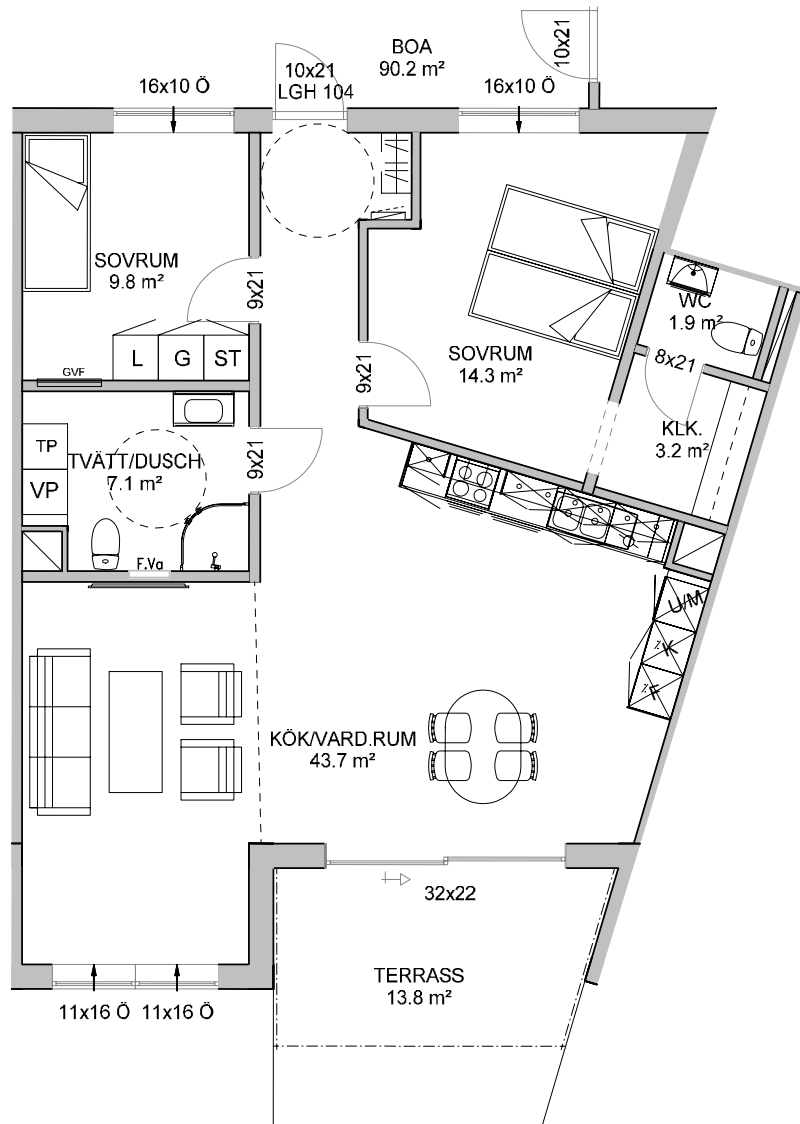 BOA
90.2 m²
10x21
10x21
LGH 104
16x10 Ö
16x10 Ö
SOVRUM
9.8 m²
9x21
L
G
ST
GVF
SOVRUM
14.3 m²
9x21
WC
1.9 m²
8x21
KLK.
3.2 m²
TP
VP
TVÄTT/DUSCH
7.1 m²
9x21
F.Va
U/M
K
F
KÖK/VARD.RUM
43.7 m²
32x22
TERRASS
13.8 m²
11x16 Ö
11x16 Ö